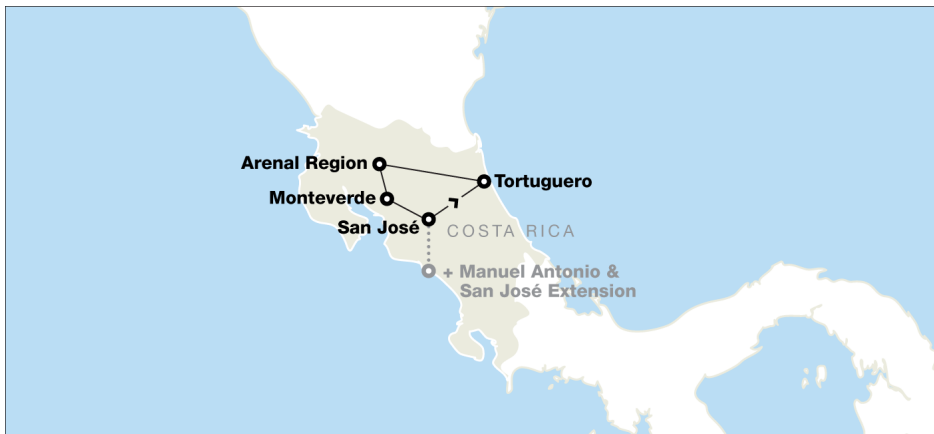 Arenal Region
Tortuguero
Monteverde
San José
COSTA RICA
+ Manuel Antonio &
San José Extension